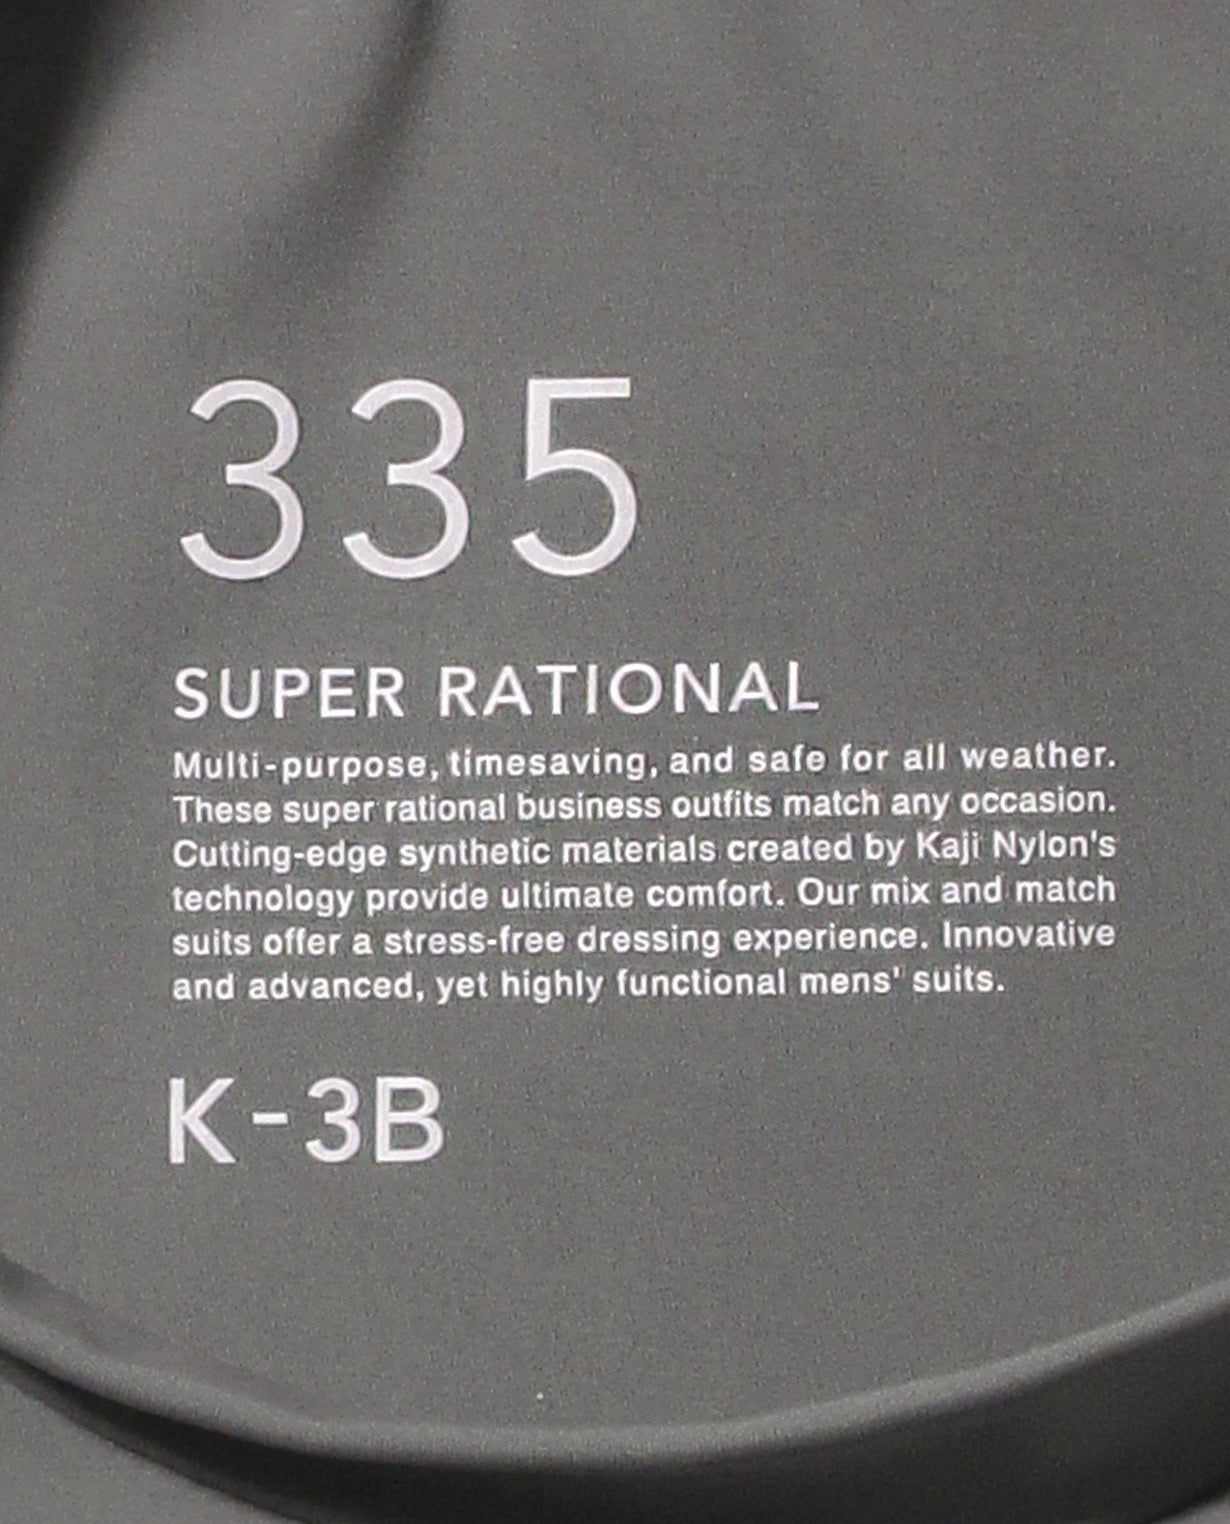 335
SUPER RATIONAL
Multi-purpose, timesaving, and safe for all weather.
These super rational business outfits match any occasion.
Cutting-edge synthetic materials created by Kaji Nylon's
technology provide ultimate comfort. Our mix and match
suits offer a stress-free dressing experience. Innovative
and advanced, yet highly functional mens' suits.
K-3B